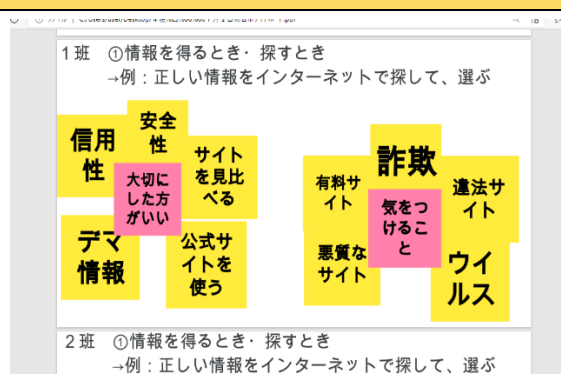 1班 ①情報を得るとき・探すとき
→例：正しい情報をインターネットで探して、選ぶ
信用
性
安全
性
サイト
を見比
べる
大切に
した方
がいい
デマ
情報
公式サ
イトを
使う
詐欺
有料サ
イト
違法サ
イト
気をつ
けるこ
と
悪質な
サイト
ウイ
ルス
2班 ①情報を得るとき・探すとき
→例：正しい情報をインターネットで探して、選ぶ